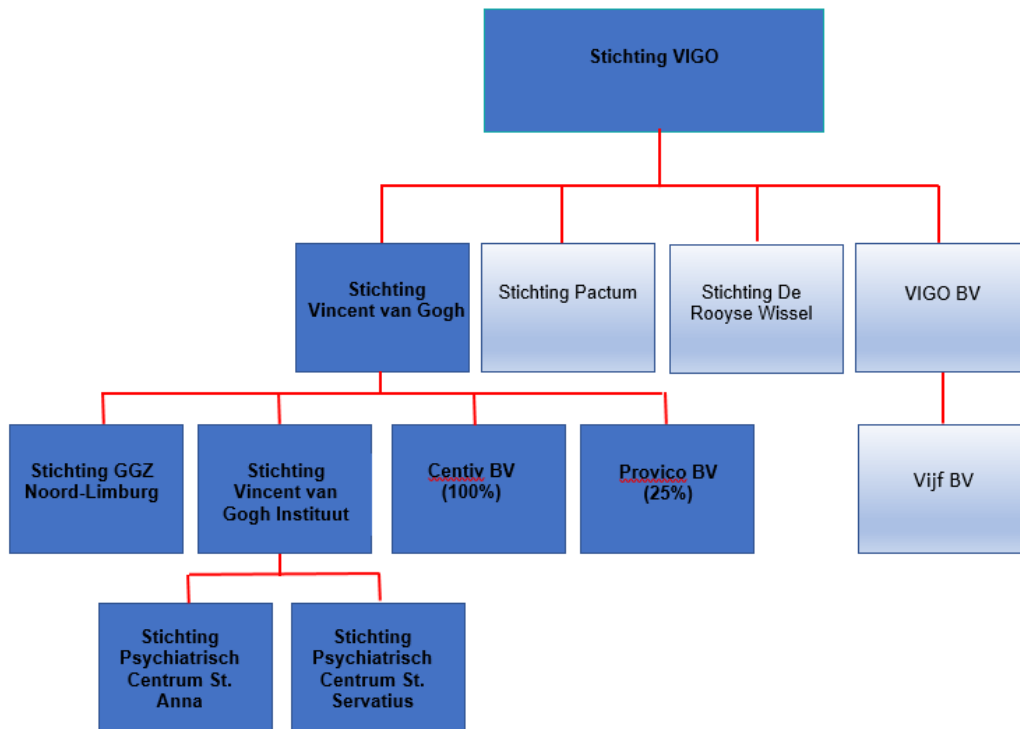 Stichting VIGO
Stichting
Vincent van Gogh
Stichting Pactum
Stichting De
Rooyse Wissel
VIGO BV
Stichting GGZ
Noord-Limburg
Stichting
Vincent van
Gogh Instituut
Centiv BV
(100%)
Provico BV
(25%)
Vijf BV
Stichting
Psychiatrisch
Centrum St.
Anna
Stichting
Psychiatrisch
Centrum St.
Servatius